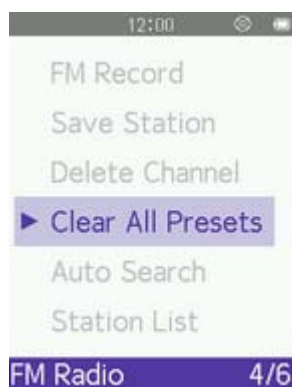 12:00
FM Record
Save Station
Delete Channel
Clear All Presets
Auto Search
Station List
FM Radio 4/6